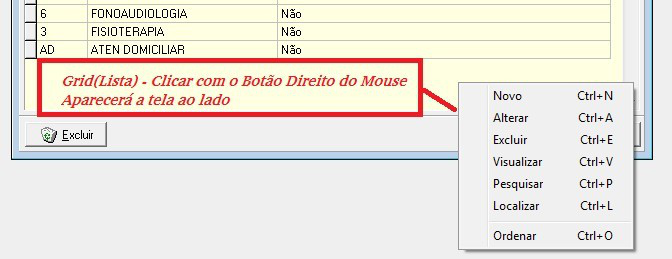 6 FONOAUDIOLOGIA Não
3 FISIOTERAPIA Não
AD ATEN DOMICILIAR Não
Grid(Lista) - Clicar com o Botão Direito do Mouse
Aparecerá a tela ao lado
Novo Ctrl+N
Alterar Ctrl+A
Excluir Ctrl+E
Visualizar Ctrl+V
Pesquisar Ctrl+P
Localizar Ctrl+L
Ordenar Ctrl+O
Excluir